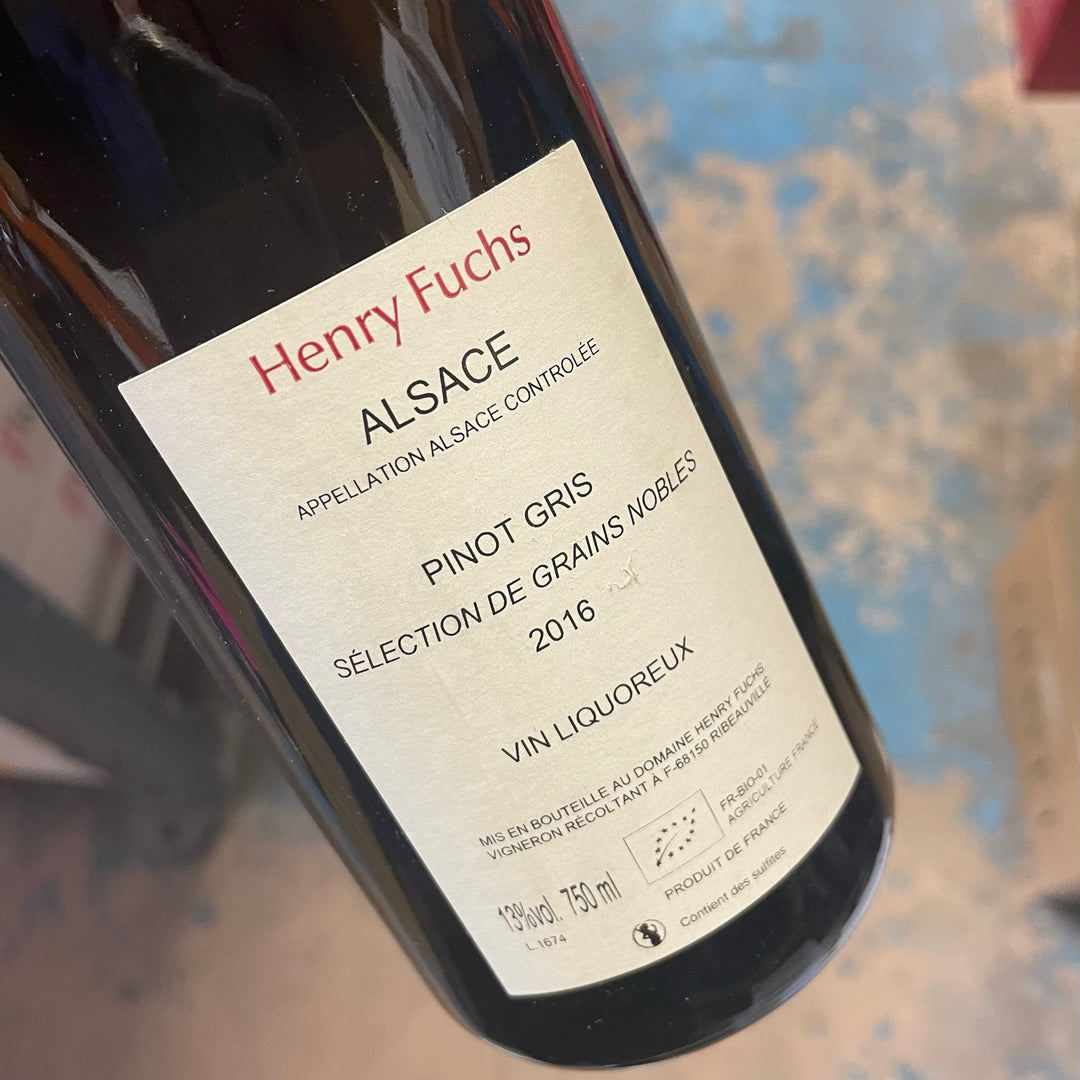 Henry Fuchs
ALSACE
APPELLATION ALSACE CONTROLÉE
PINOT GRIS
SÉLECTION DE GRAINS NOBLES
2016
VIN LIQUOREUX
MIS EN BOUTEILLE AU DOMAINE HENRY FUCHS
VIGNERON RÉCOLTANT À F-68150 RIBEAUVILLÉ
FR-BIO-01
AGRICULTURE FRANCE
PRODUIT DE FRANCE
13%vol. 750 ml
L.1674
Contient des sulfites